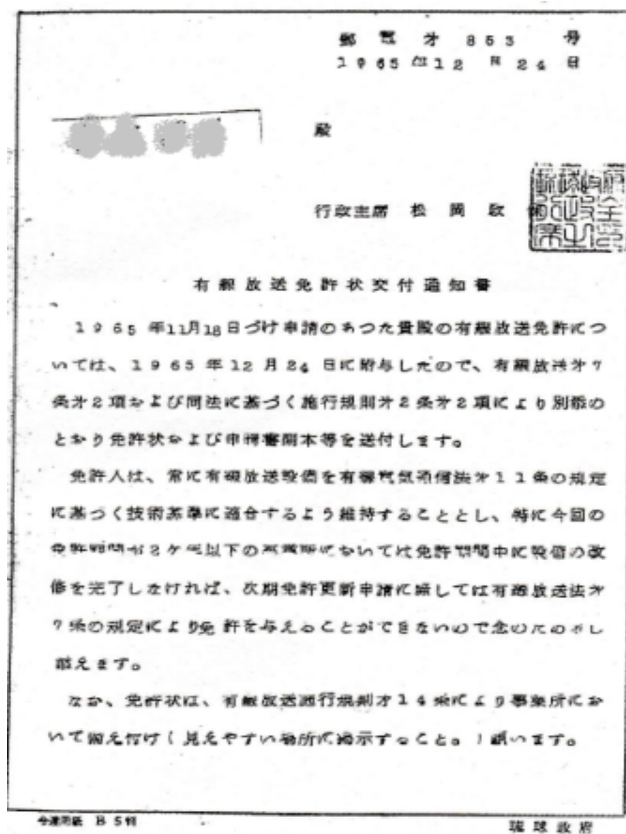 郵電才853号
1965年12月24日
殿
行政主席 松岡政
有線放送免許状交付通知書
1965年11月18日づけ申請のあつた貴殿の有線放送免許につ
いては、1965年12月24日に附与したので、有線放送法才7
条才2項および同法に基づく施行規則才2条才2項により別添の
とおり免許状および申請書副本等を送付します。
免許人は、常に有線放送設備を有線電気通信法才11条の規定
に基づく技術基準に適合するよう維持することとし、特に今回の
免許期間が2ケ年以下の においては免許期間中に設備の改
修を完了しなければ、次期免許更新申請に際しては有線放送法才
7条の規定により免許を与えることができないので念のため申し
添えます。
なお、免許状は、有線放送施行規則才14条により事業所にお
いて備え付け(見えやすい場所に掲示すること。)願います。
令達用紙 B5判
琉球政府